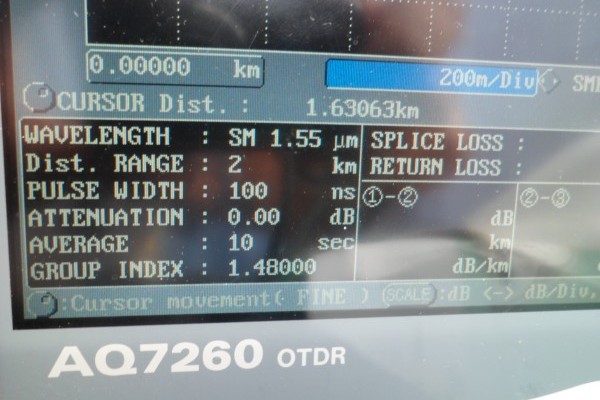 0.00000 km
200m/Div
CURSOR Dist. : 1.63063km
WAVELENGTH : SM 1.55 μm
Dist. RANGE : 2 km
PULSE WIDTH : 100 ns
ATTENUATION : 0.00 dB
AVERAGE : 10 sec
GROUP INDEX : 1.48000
SPLICE LOSS :
RETURN LOSS :
①-② ②-③
dB
km
dB/km
:Cursor movement( FINE ) SCALE:dB <-> dB/Div,
AQ7260 OTDR